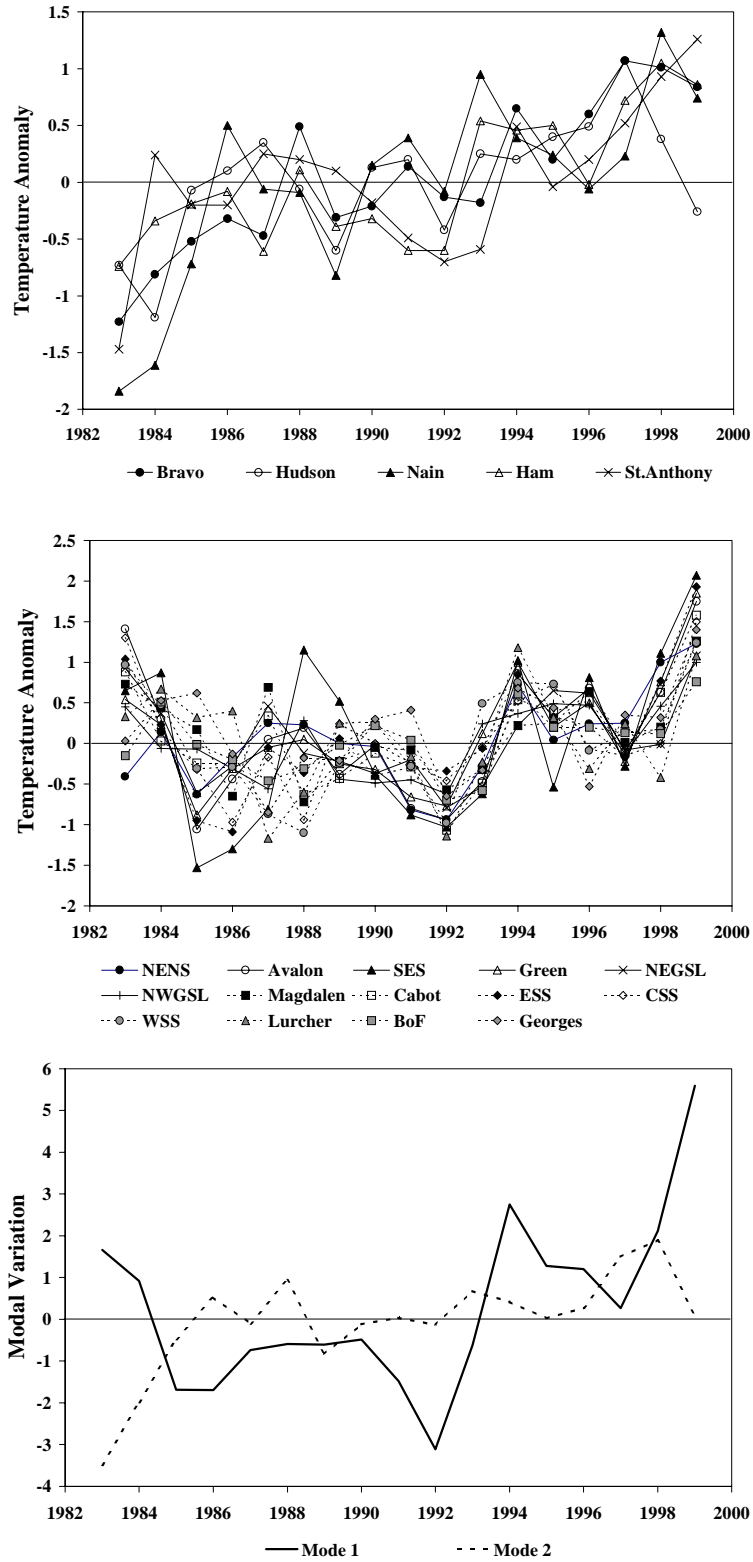 1.5
1
0.5
0
-0.5
-1
-1.5
-2
Temperature Anomaly
1982 1984 1986 1988 1990 1992 1994 1996 1998 2000
Bravo Hudson Nain Ham St.Anthony
2.5
2
1.5
1
0.5
0
-0.5
-1
-1.5
-2
Temperature Anomaly
1982 1984 1986 1988 1990 1992 1994 1996 1998 2000
NENS Avalon SES Green NEGSL
NWGSL Magdalen Cabot ESS CSS
WSS Lurcher BoF Georges
6
5
4
3
2
1
0
-1
-2
-3
-4
Modal Variation
1982 1984 1986 1988 1990 1992 1994 1996 1998 2000
Mode 1 Mode 2